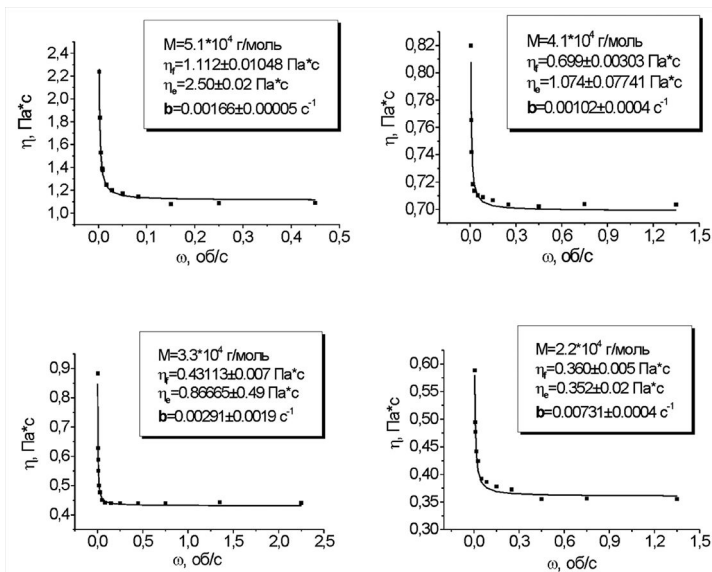 M=5.1*10⁴ г/моль
ηf=1.112±0.01048 Па*с
ηe=2.50±0.02 Па*с
b=0.00166±0.00005 с⁻¹
η, Па*с
2,4
2,2
2,0
1,8
1,6
1,4
1,2
1,0
0,0 0,1 0,2 0,3 0,4 0,5
ω, об/с
M=4.1*10⁴ г/моль
ηf=0.699±0.00303 Па*с
ηe=1.074±0.07741 Па*с
b=0.00102±0.0004 с⁻¹
η, Па*с
0,82
0,80
0,78
0,76
0,74
0,72
0,70
0,0 0,3 0,6 0,9 1,2 1,5
ω, об/с
M=3.3*10⁴ г/моль
ηf=0.43113±0.007 Па*с
ηe=0.86665±0.49 Па*с
b=0.00291±0.0019 с⁻¹
η, Па*с
0,9
0,8
0,7
0,6
0,5
0,4
0,0 0,5 1,0 1,5 2,0 2,5
ω, об/с
M=2.2*10⁴ г/моль
ηf=0.360±0.005 Па*с
ηe=0.352±0.02 Па*с
b=0.00731±0.0004 с⁻¹
η, Па*с
0,60
0,55
0,50
0,45
0,40
0,35
0,30
0,0 0,3 0,6 0,9 1,2 1,5
ω, об/с